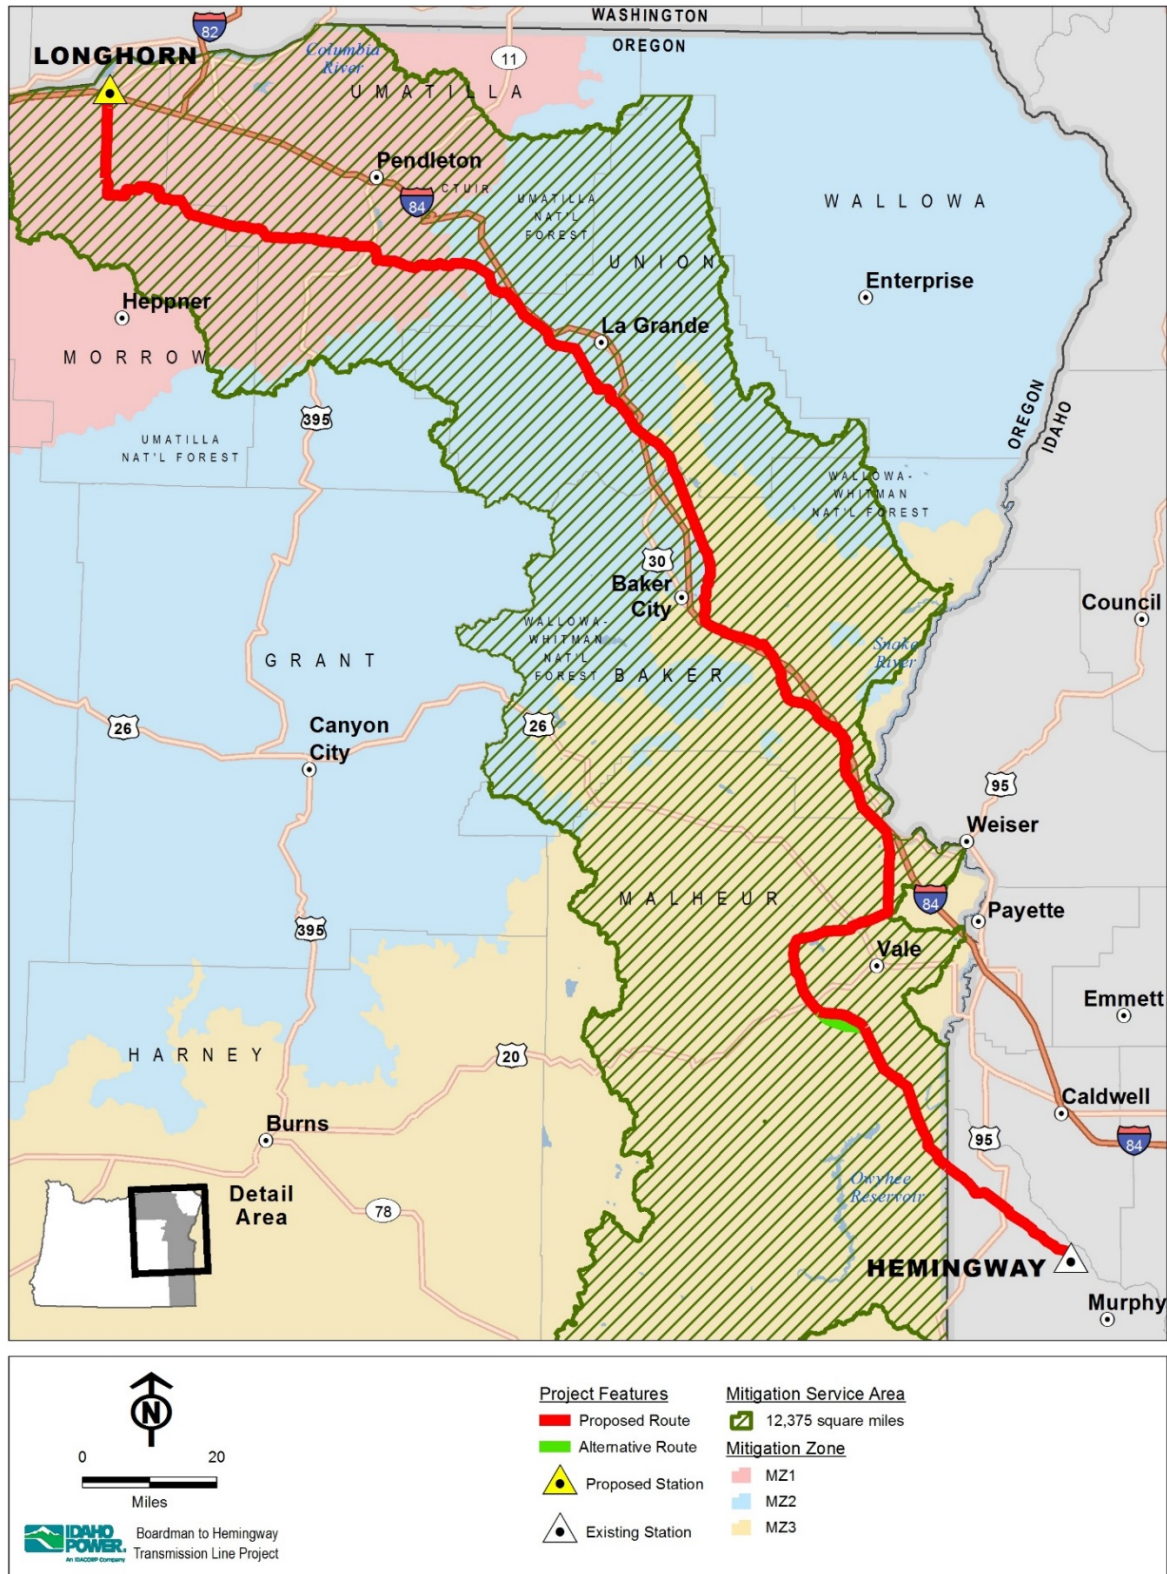 WASHINGTON
OREGON
82
LONGHORN
Columbia
River
11
UMATILLA
Pendleton
CTUIR
84
UMATILLA
NAT'L
FOREST
WALLOWA
UNION
Enterprise
Heppner
MORROW
La Grande
395
OREGON
IDAHO
UMATILLA
NAT'L FOREST
WALLOWA-
WHITMAN
NAT'L FOREST
30
Baker
City
Council
WALLOWA-
WHITMAN
NAT'L
FOREST
Snake
River
GRANT
BAKER
26
Canyon
City
26
95
Weiser
MALHEUR
84
Payette
395
Vale
Emmett
HARNEY
20
Caldwell
Burns
95
84
Owyhee
Reservoir
Detail
Area
78
HEMINGWAY
Murphy
N
0 20
Miles
IDAHO
POWER.
An IDACORP Company
Boardman to Hemingway
Transmission Line Project
Project Features
Proposed Route
Alternative Route
Proposed Station
Existing Station
Mitigation Service Area
12,375 square miles
Mitigation Zone
MZ1
MZ2
MZ3